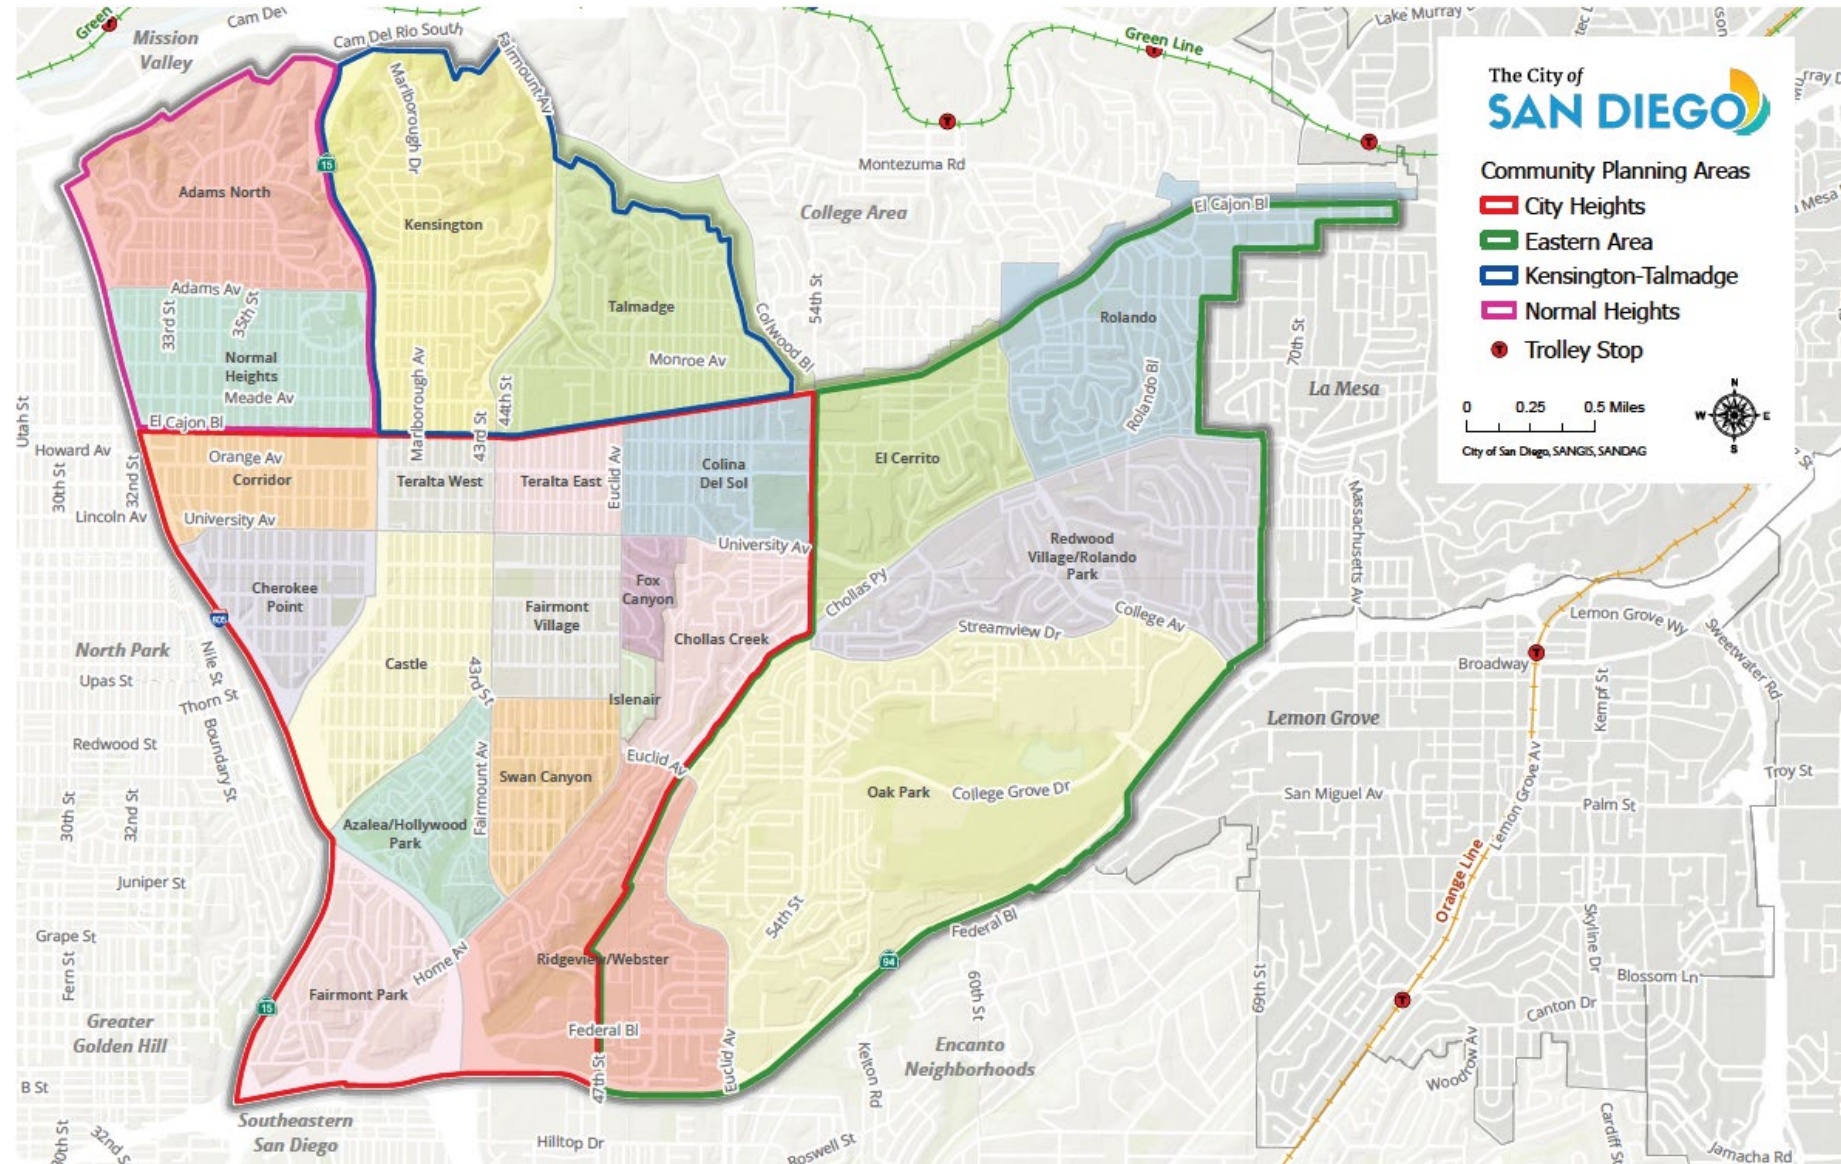 Green
Mission
Valley
Cam Del
Cam Del Rio South
Fairmount Av
Marlborough Dr
Green Line
Lake Murray
The City of
SAN DIEGO
Community Planning Areas
City Heights
Eastern Area
Kensington-Talmadge
Normal Heights
T Trolley Stop
0 0.25 0.5 Miles
City of San Diego, SANGIS, SANDAG
N
W E
S
15
Adams North
Kensington
Montezuma Rd
College Area
El Cajon Bl
Adams Av
33rd St
35th St
Talmadge
54th St
Collwood Bl
Rolando
70th St
La Mesa
Normal
Heights
Meade Av
Marlborough Av
44th St
Monroe Av
Rolando Bl
Utah St
El Cajon Bl
Howard Av
30th St
32nd St
Orange Av
Corridor
43rd St
Teralta West
Teralta East
Euclid Av
Colina
Del Sol
El Cerrito
Massachusetts Av
Lincoln Av
University Av
University Av
Redwood
Village/Rolando
Park
Cherokee
Point
Fox
Canyon
Fairmont
Village
Chollas Py
College Av
Streamview Dr
Chollas Creek
805
North Park
Nile St
Upas St
Thorn St
Castle
43rd St
Islenair
Lemon Grove Wy
Sweetwater Rd
Broadway
Kempf St
Lemon Grove
Redwood St
Boundary St
Euclid Av
Fairmount Av
Swan Canyon
Oak Park
College Grove Dr
San Miguel Av
Lemon Grove Av
Troy St
Palm St
30th St
32nd St
Azalea/Hollywood
Park
Juniper St
Orange Line
54th St
Federal Bl
94
Skyline Dr
Grape St
Fern St
Home Av
Ridgeview/Webster
Fairmont Park
15
60th St
69th St
Blossom Ln
Canton Dr
Greater
Golden Hill
Federal Bl
47th St
Euclid Av
Kelton Rd
Encanto
Neighborhoods
Woodrow Av
B St
Southeastern
San Diego
32nd S
Hilltop Dr
Roswell St
Cardiff St
Jamacha Rd